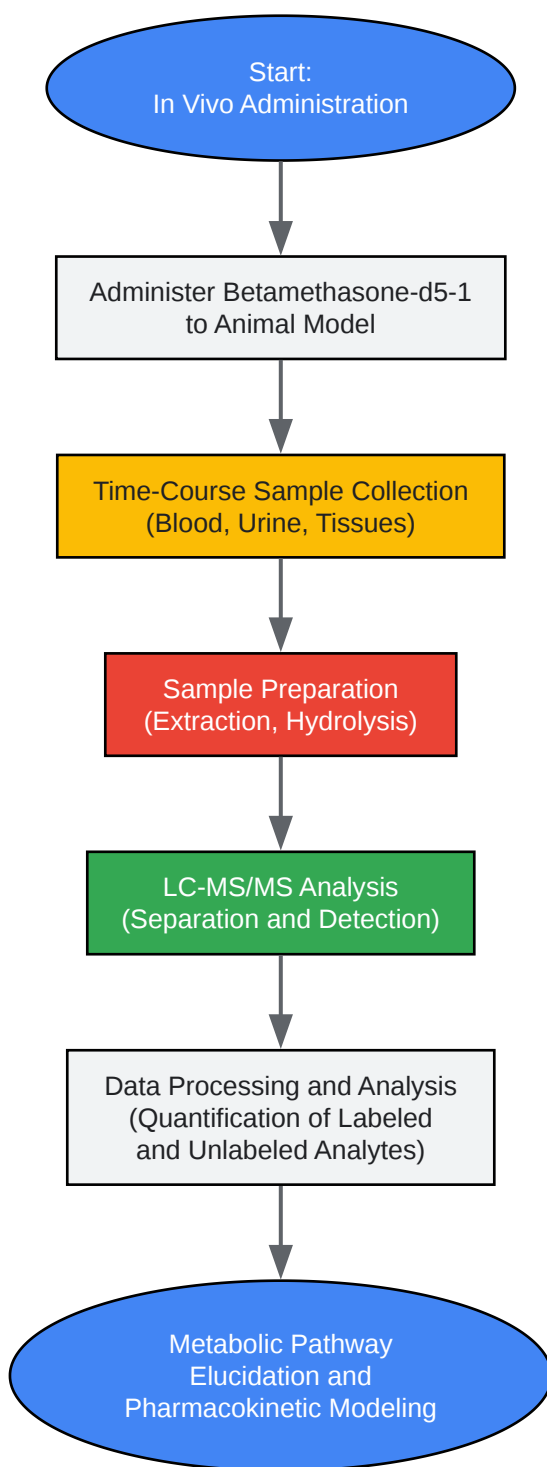 Start:
In Vivo Administration
Administer Betamethasone-d5-1
to Animal Model
Time-Course Sample Collection
(Blood, Urine, Tissues)
Sample Preparation
(Extraction, Hydrolysis)
LC-MS/MS Analysis
(Separation and Detection)
Data Processing and Analysis
(Quantification of Labeled
and Unlabeled Analytes)
Metabolic Pathway
Elucidation and
Pharmacokinetic Modeling